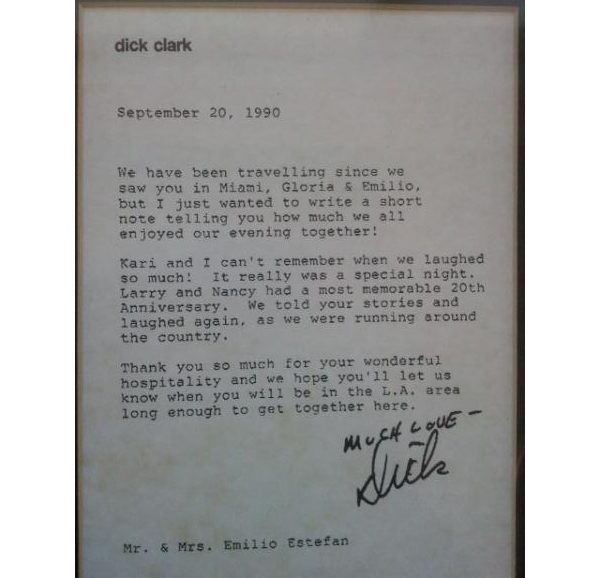 dick clark
September 20, 1990
We have been travelling since we
saw you in Miami, Gloria & Emilio,
but I just wanted to write a short
note telling you how much we all
enjoyed our evening together!
Kari and I can't remember when we laughed
so much!  It really was a special night.
Larry and Nancy had a most memorable 20th
Anniversary.  We told your stories and
laughed again, as we were running around
the country.
Thank you so much for your wonderful
hospitality and we hope you'll let us
know when you will be in the L.A. area
long enough to get together here.
MUCH LOVE -
Dick
Mr. & Mrs. Emilio Estefan